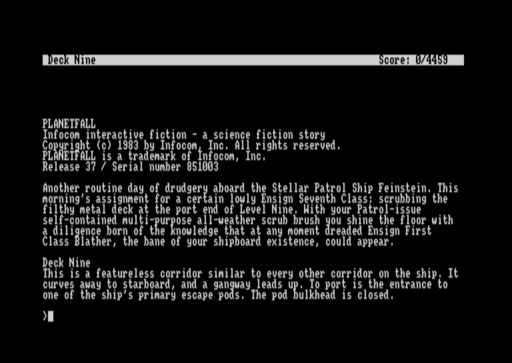 Deck Nine Score: 0/4459
PLANETFALL
Infocom interactive fiction - a science fiction story
Copyright (c) 1983 by Infocom, Inc. All rights reserved.
PLANETFALL is a trademark of Infocom, Inc.
Release 37 / Serial number 851003
Another routine day of drudgery aboard the Stellar Patrol Ship Feinstein. This
morning's assignment for a certain lowly Ensign Seventh Class: scrubbing the
filthy metal deck at the port end of Level Nine. With your Patrol-issue
self-contained multi-purpose all-weather scrub brush you shine the floor with
a diligence born of the knowledge that at any moment dreaded Ensign First
Class Blather, the bane of your shipboard existence, could appear.
Deck Nine
This is a featureless corridor similar to every other corridor on the ship. It
curves away to starboard, and a gangway leads up. To port is the entrance to
one of the ship's primary escape pods. The pod bulkhead is closed.
>